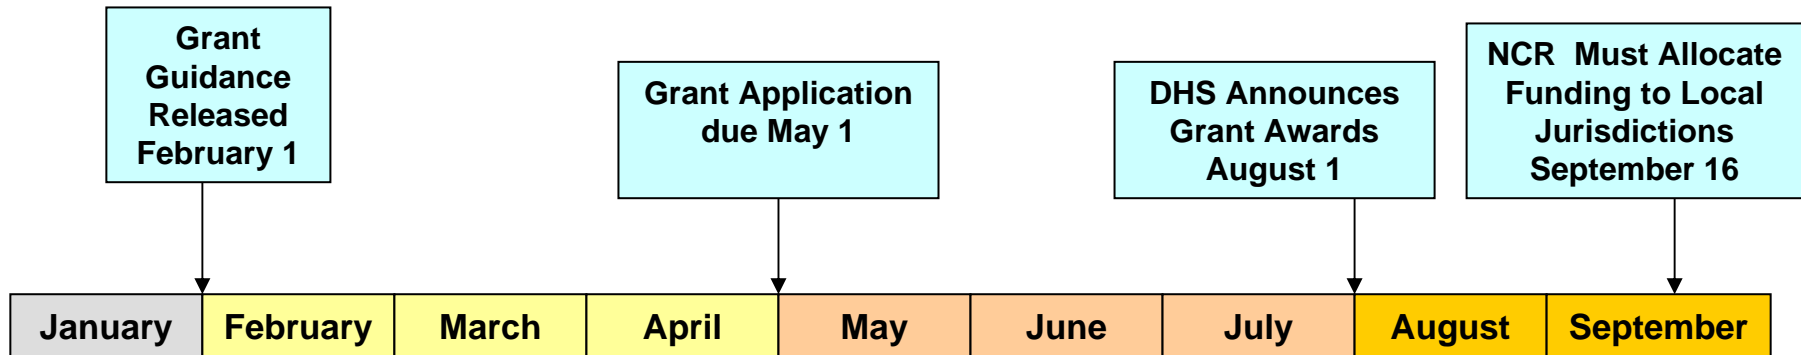 Grant
Guidance
Released
February 1
Grant Application
due May 1
DHS Announces
Grant Awards
August 1
NCR Must Allocate
Funding to Local
Jurisdictions
September 16
January February March April May June July August September